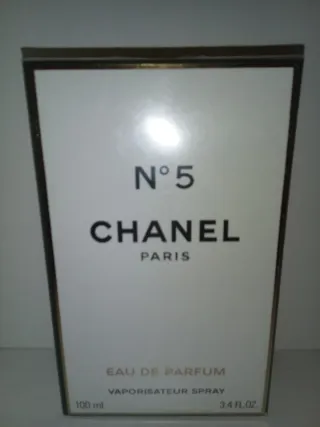 N°5
CHANEL
PARIS
EAU DE PARFUM
VAPORISATEUR SPRAY
100 ml 3.4 FL.OZ.